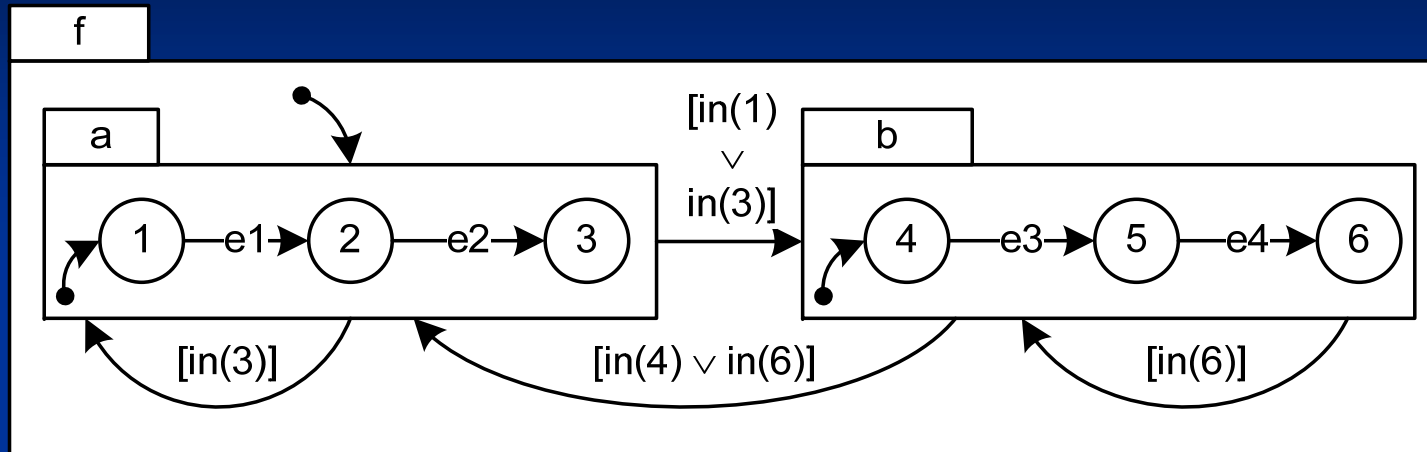 f
a
[in(1)
∨
in(3)]
b
1 e1 2 e2 3
4 e3 5 e4 6
[in(3)]
[in(4) ∨ in(6)]
[in(6)]